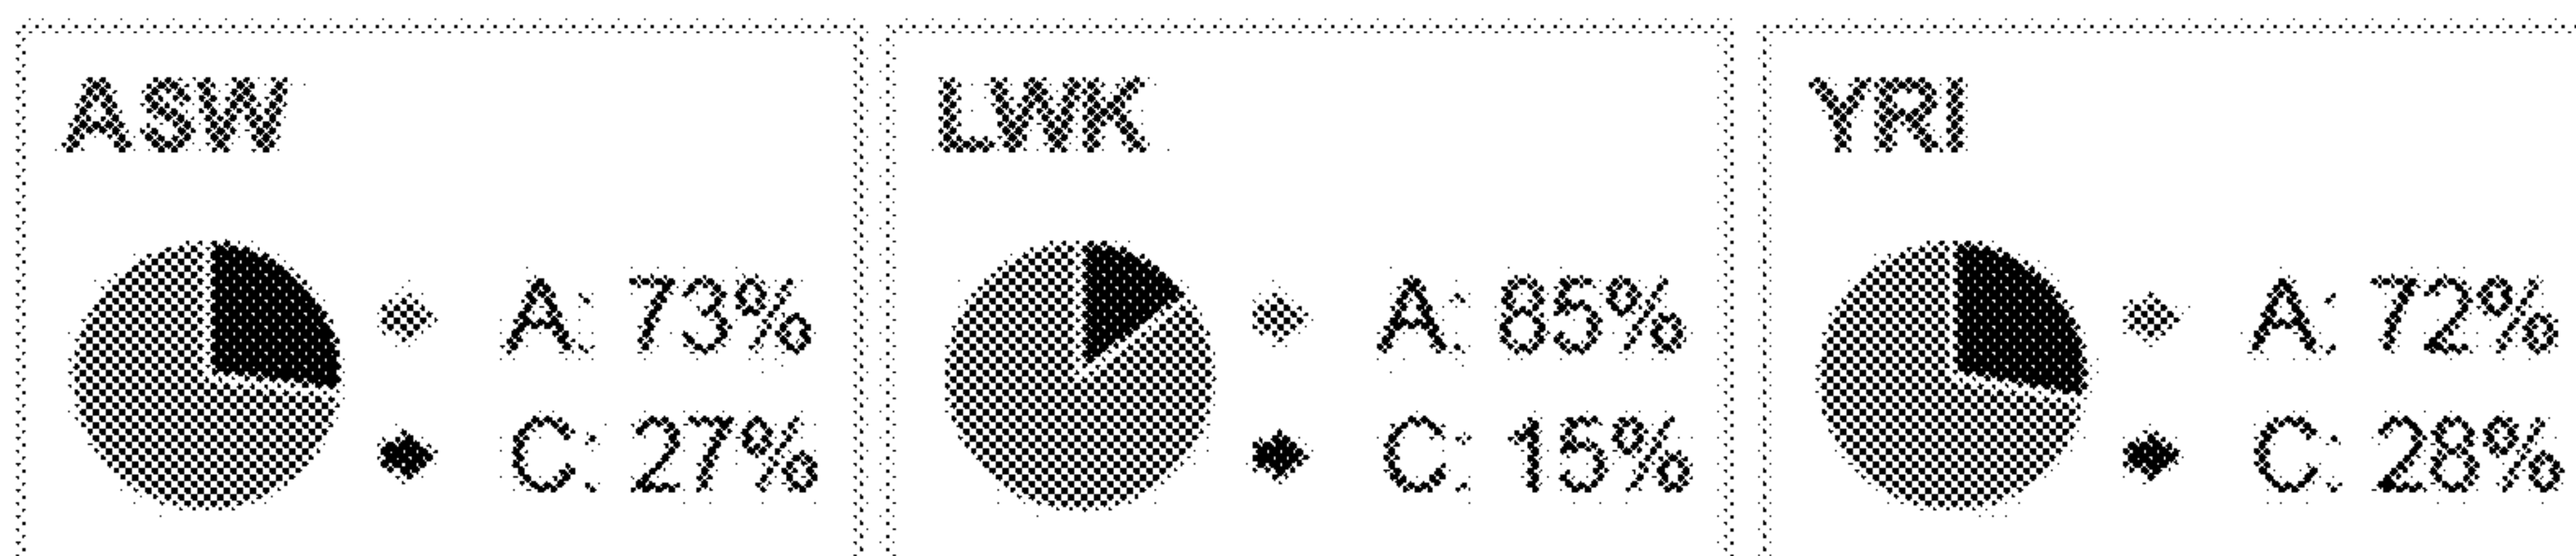 ASW
A: 73%
C: 27%
LWK
A: 85%
C: 15%
YRI
A: 72%
C: 28%